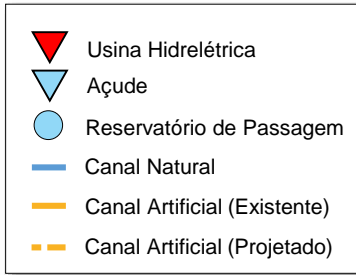 Usina Hidrelétrica
Açude
Reservatório de Passagem
Canal Natural
Canal Artificial (Existente)
Canal Artificial (Projetado)